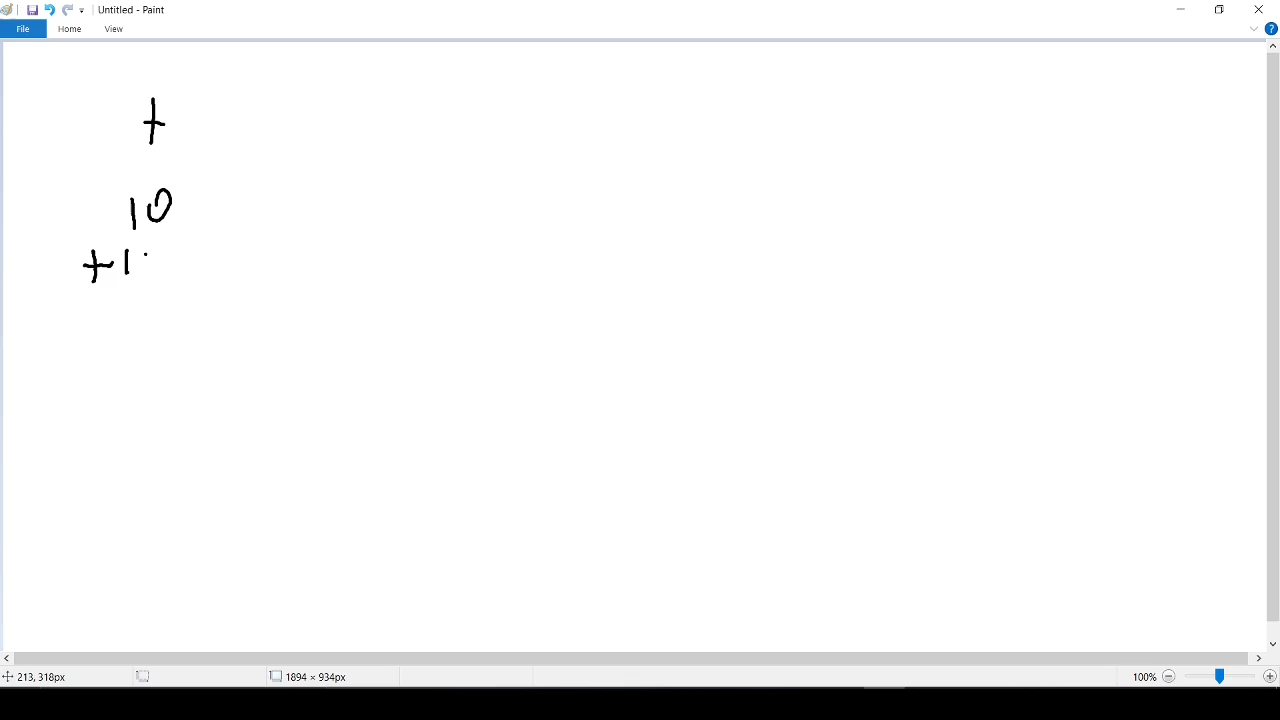 Untitled - Paint
File Home View
+
10
+1
213, 318px 1894 × 934px 100%